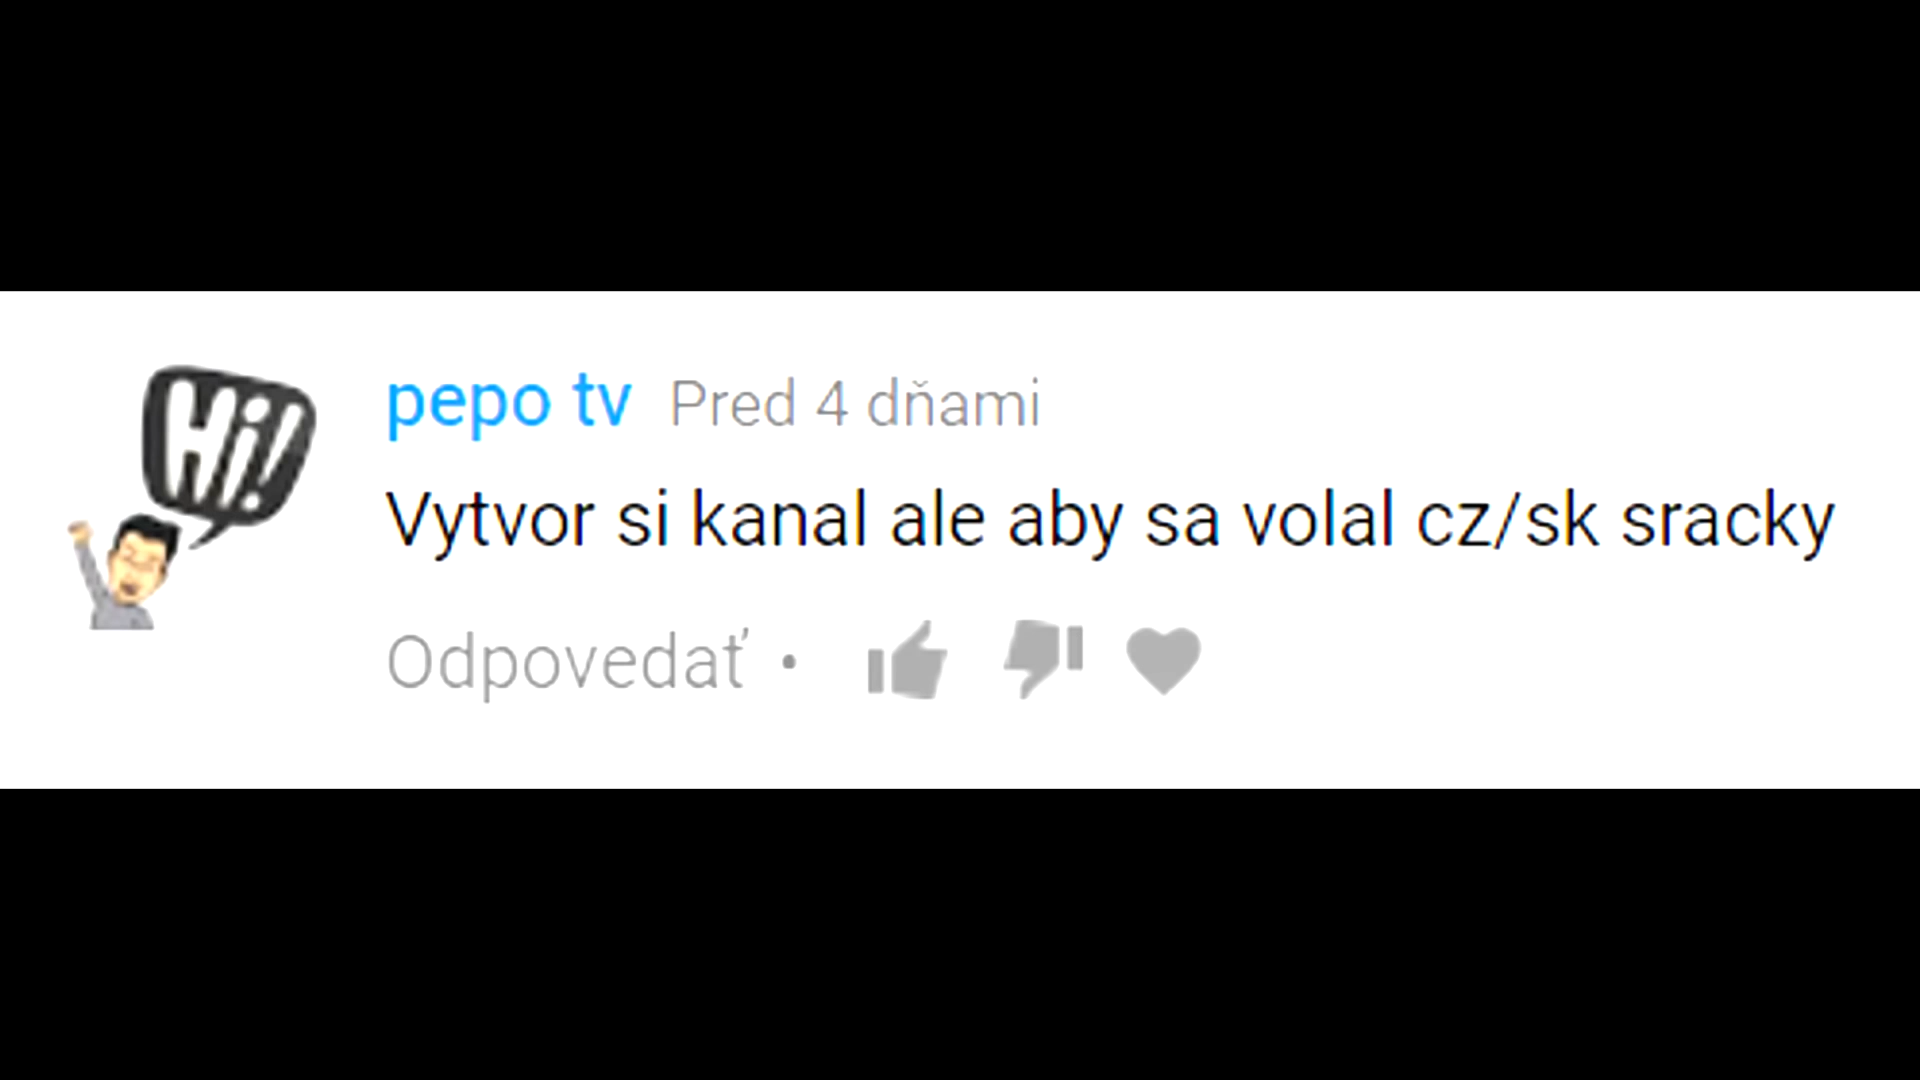 Hi!
pepo tv Pred 4 dňami
Vytvor si kanal ale aby sa volal cz/sk sracky
Odpovedať •